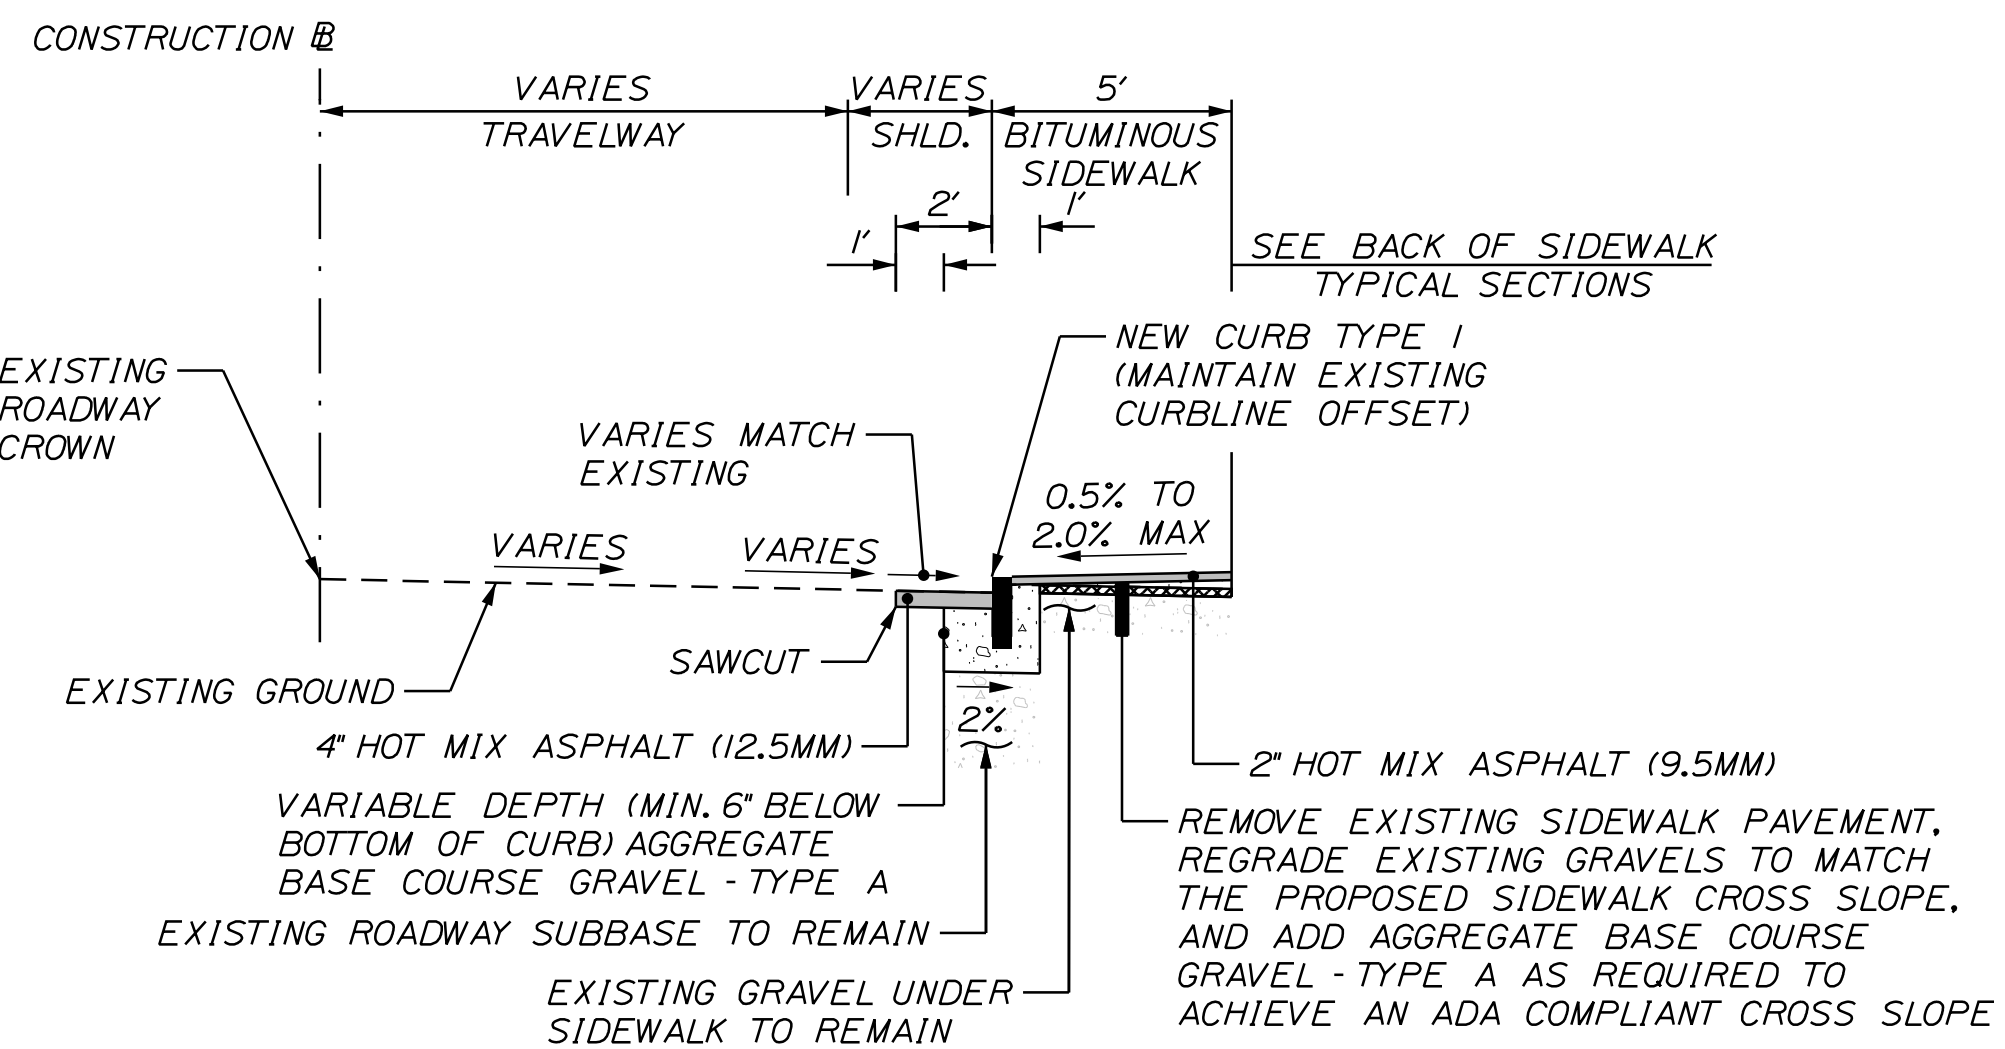 CONSTRUCTION BL
VARIES
TRAVELWAY
VARIES
SHLD.
5'
BITUMINOUS
SIDEWALK
2'
1'
1'
SEE BACK OF SIDEWALK
TYPICAL SECTIONS
NEW CURB TYPE 1
(MAINTAIN EXISTING
CURBLINE OFFSET)
EXISTING
ROADWAY
CROWN
VARIES MATCH
EXISTING
0.5% TO
2.0% MAX
VARIES
VARIES
SAWCUT
EXISTING GROUND
2%
4" HOT MIX ASPHALT (12.5MM)
2" HOT MIX ASPHALT (9.5MM)
VARIABLE DEPTH (MIN. 6" BELOW
BOTTOM OF CURB) AGGREGATE
BASE COURSE GRAVEL - TYPE A
REMOVE EXISTING SIDEWALK PAVEMENT,
REGRADE EXISTING GRAVELS TO MATCH
THE PROPOSED SIDEWALK CROSS SLOPE,
AND ADD AGGREGATE BASE COURSE
GRAVEL - TYPE A AS REQUIRED TO
ACHIEVE AN ADA COMPLIANT CROSS SLOPE
EXISTING ROADWAY SUBBASE TO REMAIN
EXISTING GRAVEL UNDER
SIDEWALK TO REMAIN